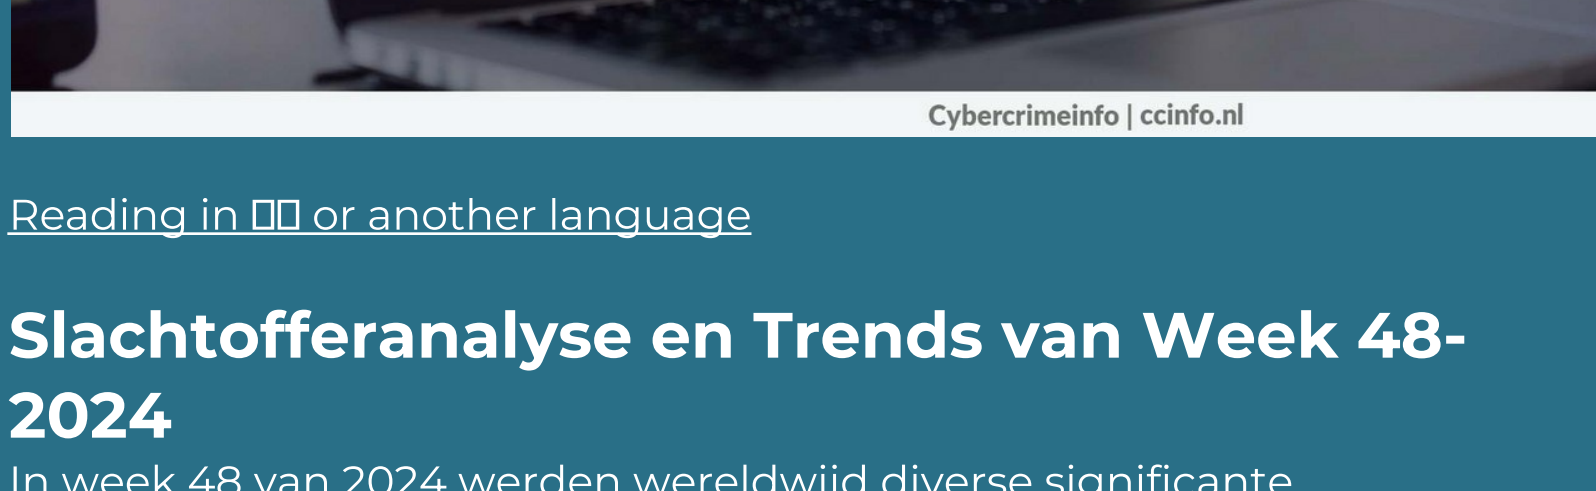 Cybercrimeinfo | ccinfo.nl
Reading in or another language
Slachtofferanalyse en Trends van Week 48-
2024
In week 48 van 2024 werden wereldwijd diverse significante